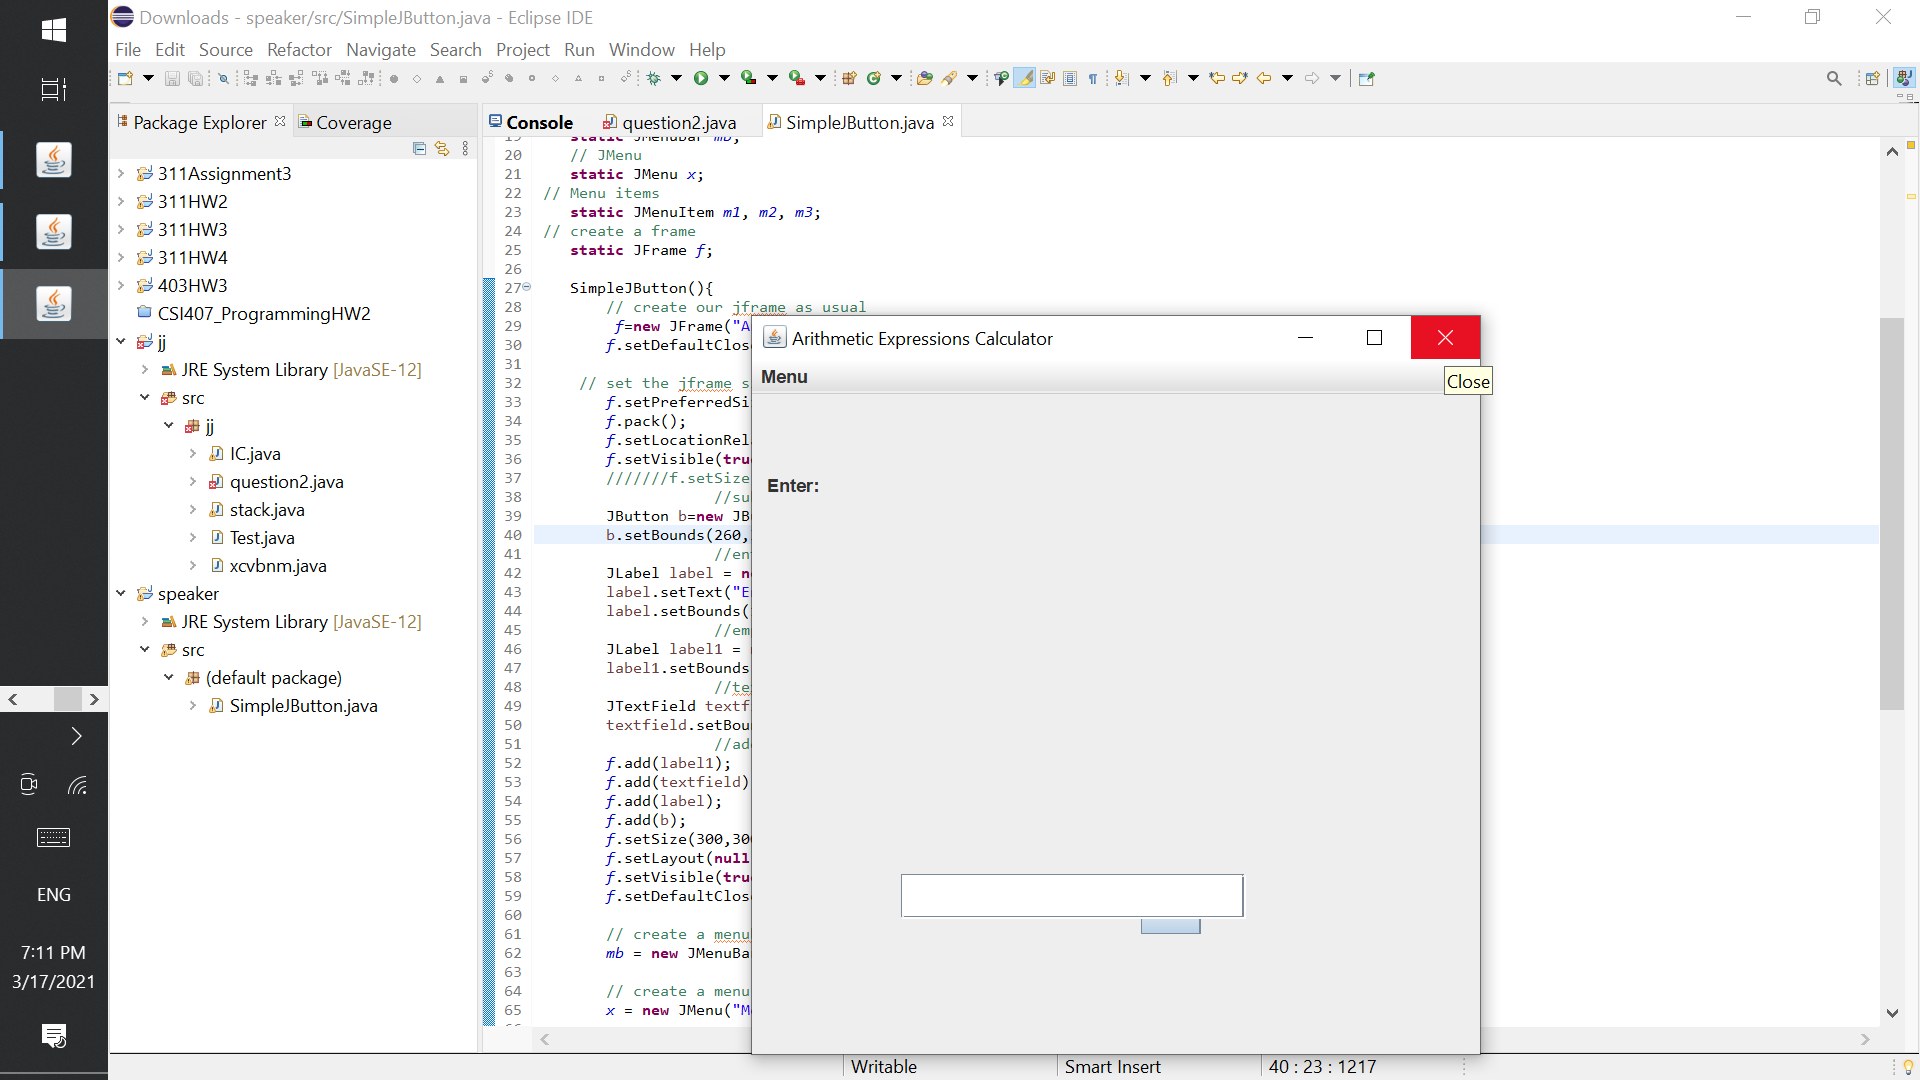 Downloads - speaker/src/SimpleJButton.java - Eclipse IDE
File Edit Source Refactor Navigate Search Project Run Window Help
Package Explorer
Coverage
Console
question2.java
SimpleJButton.java
311Assignment3
311HW2
311HW3
311HW4
403HW3
CSI407_ProgrammingHW2
jj
JRE System Library [JavaSE-12]
src
jj
IC.java
question2.java
stack.java
Test.java
xcvbnm.java
speaker
JRE System Library [JavaSE-12]
src
(default package)
SimpleJButton.java
19 static JMenuBar mb;
20 // JMenu
21 static JMenu x;
22 // Menu items
23 static JMenuItem m1, m2, m3;
24 // create a frame
25 static JFrame f;
26
27 SimpleJButton(){
28 // create our jframe as usual
29 f=new JFrame("A
30 f.setDefaultClos
31
32 // set the jframe s
33 f.setPreferredSi
34 f.pack();
35 f.setLocationRel
36 f.setVisible(tru
37 ///////f.setSize
38 //su
39 JButton b=new JB
40 b.setBounds(260,
41 //en
42 JLabel label = n
43 label.setText("E
44 label.setBounds(
45 //em
46 JLabel label1 =
47 label1.setBounds
48 //te
49 JTextField textf
50 textfield.setBou
51 //ad
52 f.add(label1);
53 f.add(textfield)
54 f.add(label);
55 f.add(b);
56 f.setSize(300,30
57 f.setLayout(null
58 f.setVisible(tru
59 f.setDefaultClos
60
61 // create a menu
62 mb = new JMenuBa
63
64 // create a menu
65 x = new JMenu("M
Arithmetic Expressions Calculator
Menu
Close
Enter:
ENG
7:11 PM
3/17/2021
Writable
Smart Insert
40 : 23 : 1217